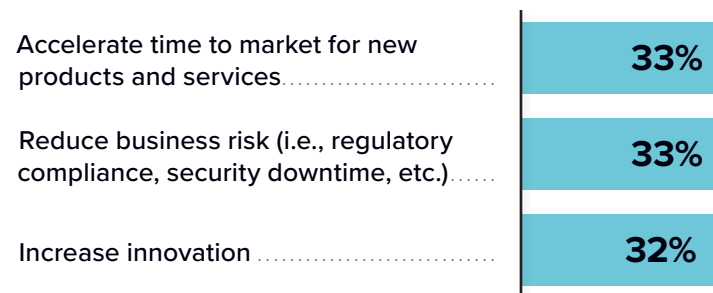 Accelerate time to market for new
products and services 33%
Reduce business risk (i.e., regulatory
compliance, security downtime, etc.) 33%
Increase innovation 32%